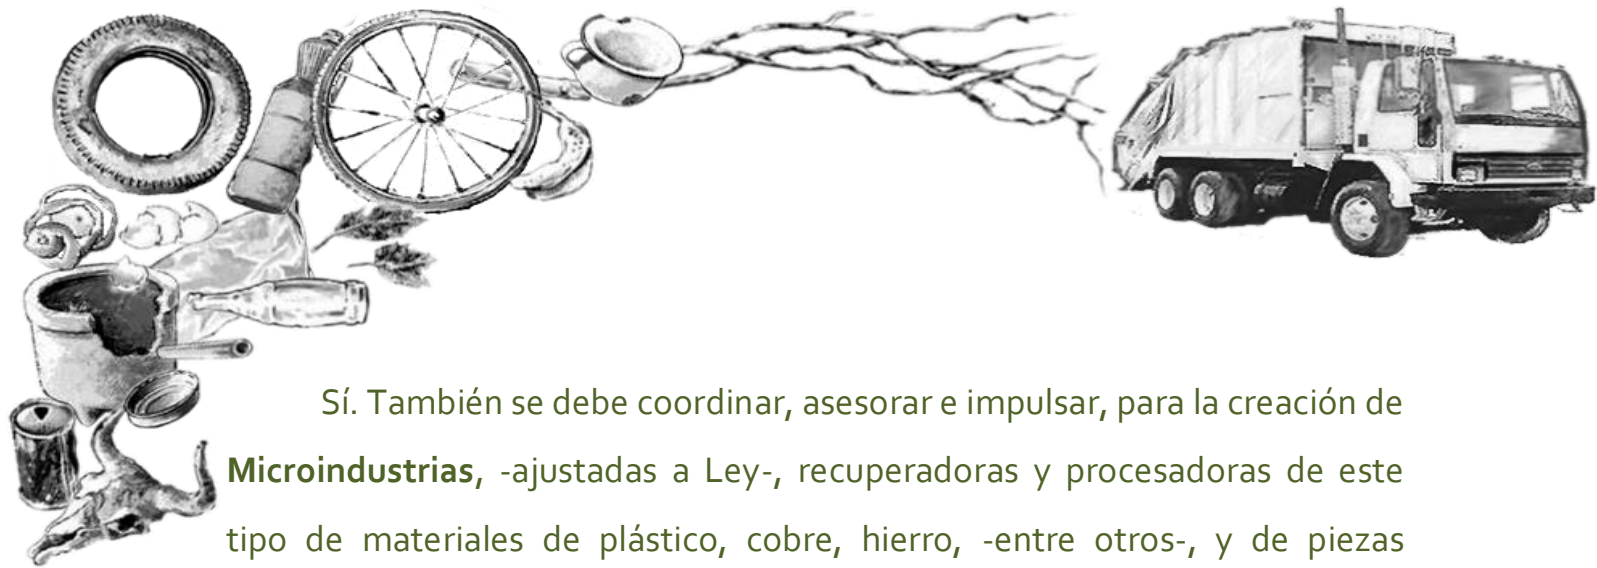 Sí. También se debe coordinar, asesorar e impulsar, para la creación de
Microindustrias, -ajustadas a Ley-, recuperadoras y procesadoras de este
tipo de materiales de plástico, cobre, hierro, -entre otros-, y de piezas